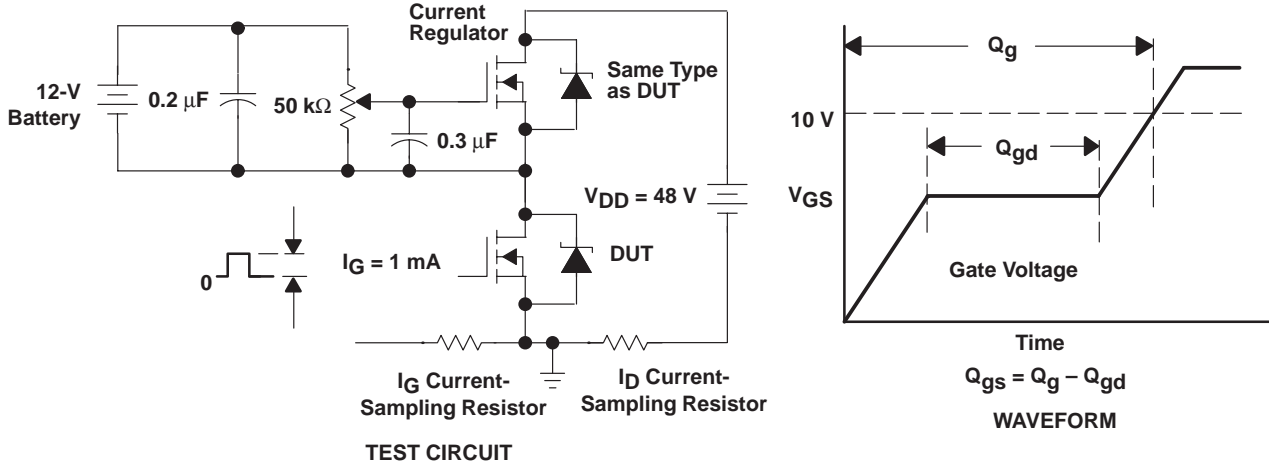 Current
Regulator
12-V
Battery
0.2 μF
50 kΩ
0.3 μF
Same Type
as DUT
VDD = 48 V
DUT
IG = 1 mA
0
IG Current-
Sampling Resistor
ID Current-
Sampling Resistor
TEST CIRCUIT
Qg
10 V
Qgd
VGS
Gate Voltage
Time
Qgs = Qg – Qgd
WAVEFORM